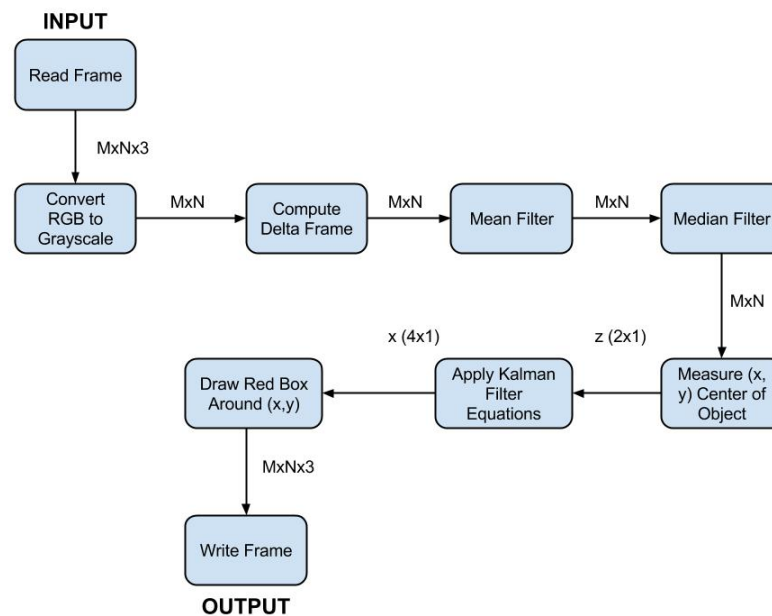 INPUT
Read Frame
MxNx3
Convert
RGB to
Grayscale
MxN
Compute
Delta Frame
MxN
Mean Filter
MxN
Median Filter
MxN
Measure (x,
y) Center of
Object
z (2x1)
Apply Kalman
Filter
Equations
x (4x1)
Draw Red Box
Around (x,y)
MxNx3
Write Frame
OUTPUT